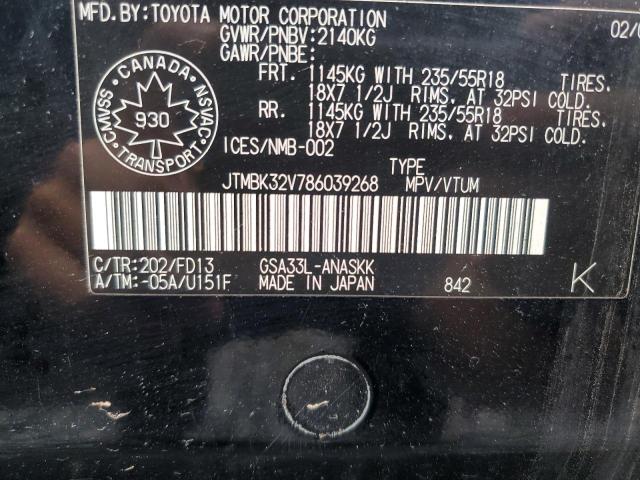 MFD. BY: TOYOTA MOTOR CORPORATION 02/
GVWR/PNBV: 2140KG
GAWR/PNBE:
FRT. 1145KG WITH 235/55R18 TIRES.
18X7 1/2J RIMS. AT 32PSI COLD.
RR. 1145KG WITH 235/55R18 TIRES.
18X7 1/2J RIMS. AT 32PSI COLD.
CANADA
CMVSS 930 NSVAC
TRANSPORT
ICES/NMB-002
TYPE
JTMBK32V786039268 MPV/VTUM
C/TR: 202/FD13 GSA33L-ANASKK
A/TM: -05A/U151F MADE IN JAPAN 842 K